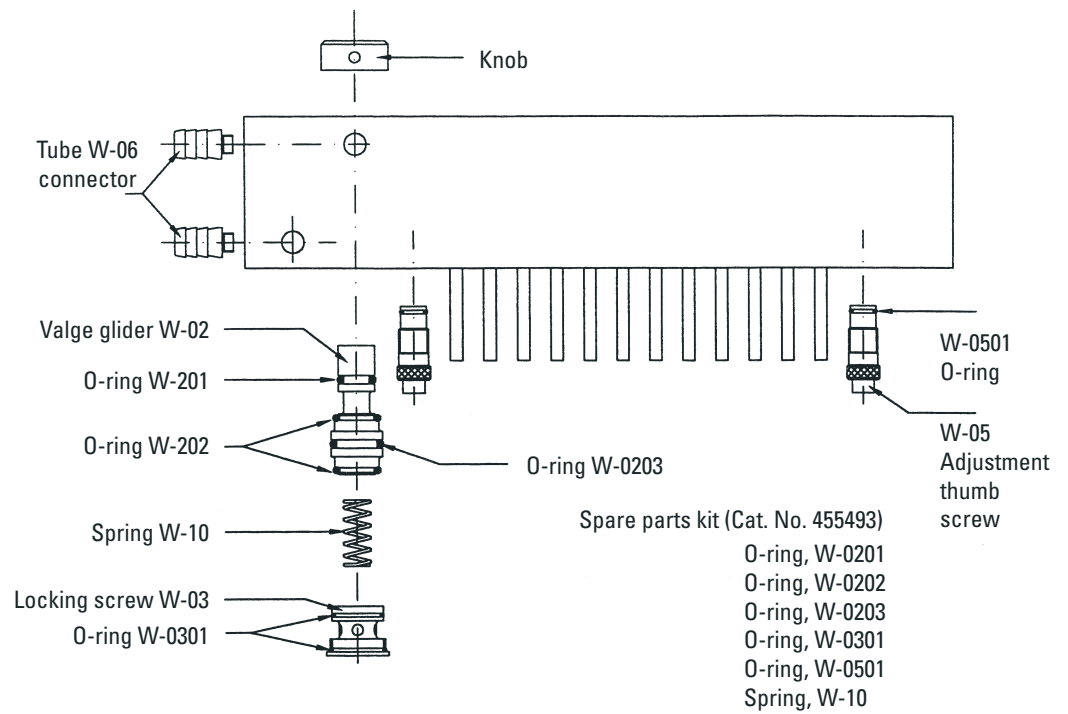 Knob
Tube W-06
connector
Valge glider W-02
O-ring W-201
O-ring W-202
O-ring W-0203
Spring W-10
Locking screw W-03
O-ring W-0301
W-0501
O-ring
W-05
Adjustment
thumb
screw
Spare parts kit (Cat. No. 455493)
O-ring, W-0201
O-ring, W-0202
O-ring, W-0203
O-ring, W-0301
O-ring, W-0501
Spring, W-10